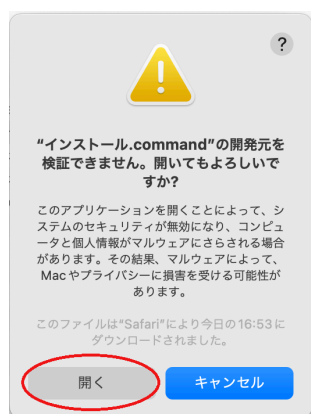 ?
“インストール.command”の開発元を
検証できません。開いてもよろしいで
すか?
このアプリケーションを開くことによって、シ
ステムのセキュリティが無効になり、コンピュ
ータと個人情報がマルウェアにさらされる場合
があります。その結果、マルウェアによって、
Macやプライバシーに損害を受ける可能性が
あります。
このファイルは“Safari”により今日の16:53に
ダウンロードされました。
開く
キャンセル